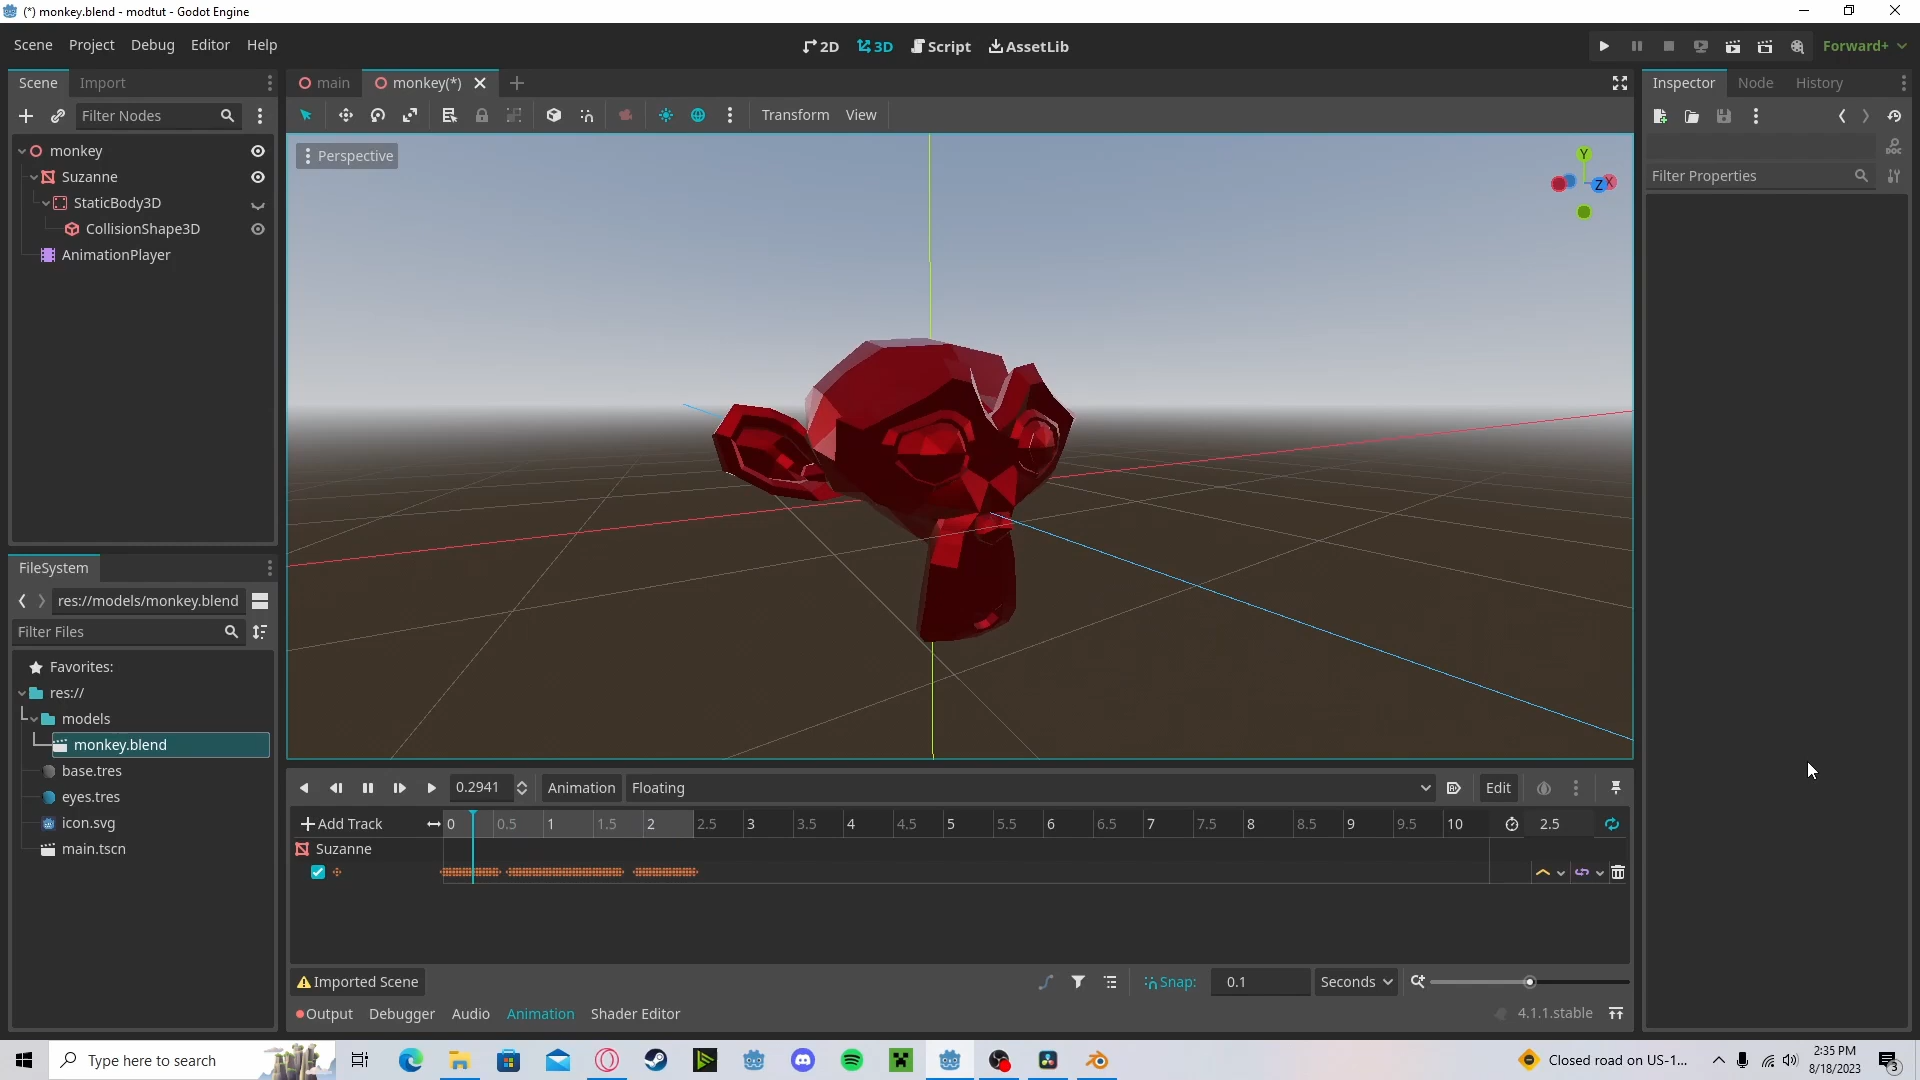 (*) monkey.blend - modtut - Godot Engine
Scene Project Debug Editor Help
2D 3D Script AssetLib
Forward+
Scene Import
main monkey(*)
Inspector Node History
Filter Nodes
Transform View
Perspective
Filter Properties
DOC
Y
Z X
monkey
Suzanne
StaticBody3D
CollisionShape3D
AnimationPlayer
FileSystem
res://models/monkey.blend
Filter Files
Favorites:
res://
models
monkey.blend
base.tres
eyes.tres
icon.svg
main.tscn
0.2941 Animation Floating Edit
Add Track 0 0.5 1 1.5 2 2.5 3 3.5 4 4.5 5 5.5 6 6.5 7 7.5 8 8.5 9 9.5 10 2.5
Suzanne
Imported Scene Snap: 0.1 Seconds
Output Debugger Audio Animation Shader Editor 4.1.1.stable
Type here to search
Closed road on US-1...
2:35 PM
8/18/2023
3